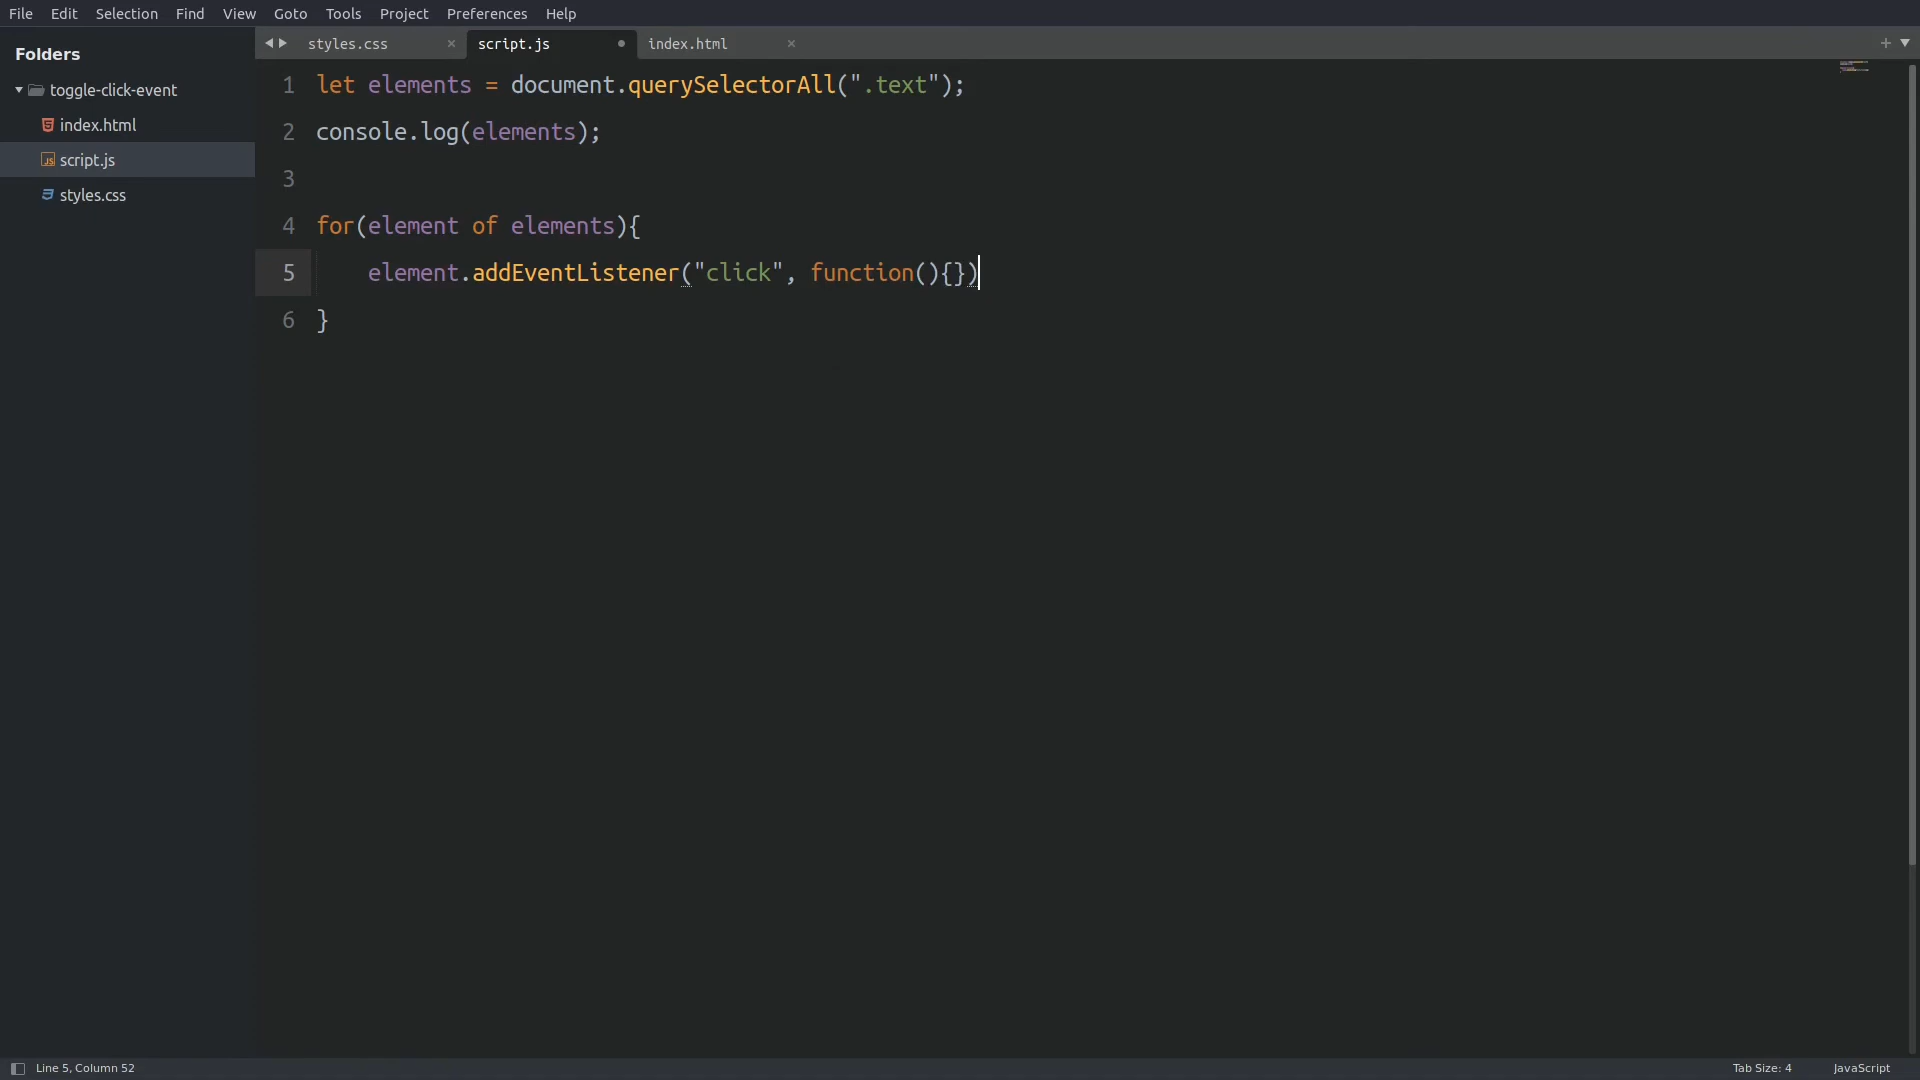 File Edit Selection Find View Goto Tools Project Preferences Help
Folders
toggle-click-event
index.html
script.js
styles.css
styles.css × script.js index.html ×
1 let elements = document.querySelectorAll(".text");
2 console.log(elements);
3
4 for(element of elements){
5 element.addEventListener("click", function(){})
6 }
Line 5, Column 52
Tab Size: 4 JavaScript